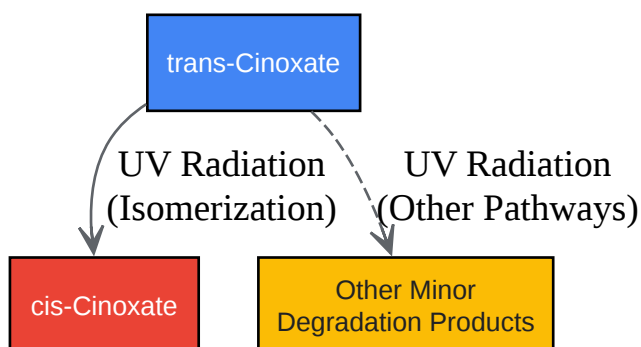 trans-Cinoxate
UV Radiation
(Isomerization)
UV Radiation
(Other Pathways)
cis-Cinoxate
Other Minor
Degradation Products